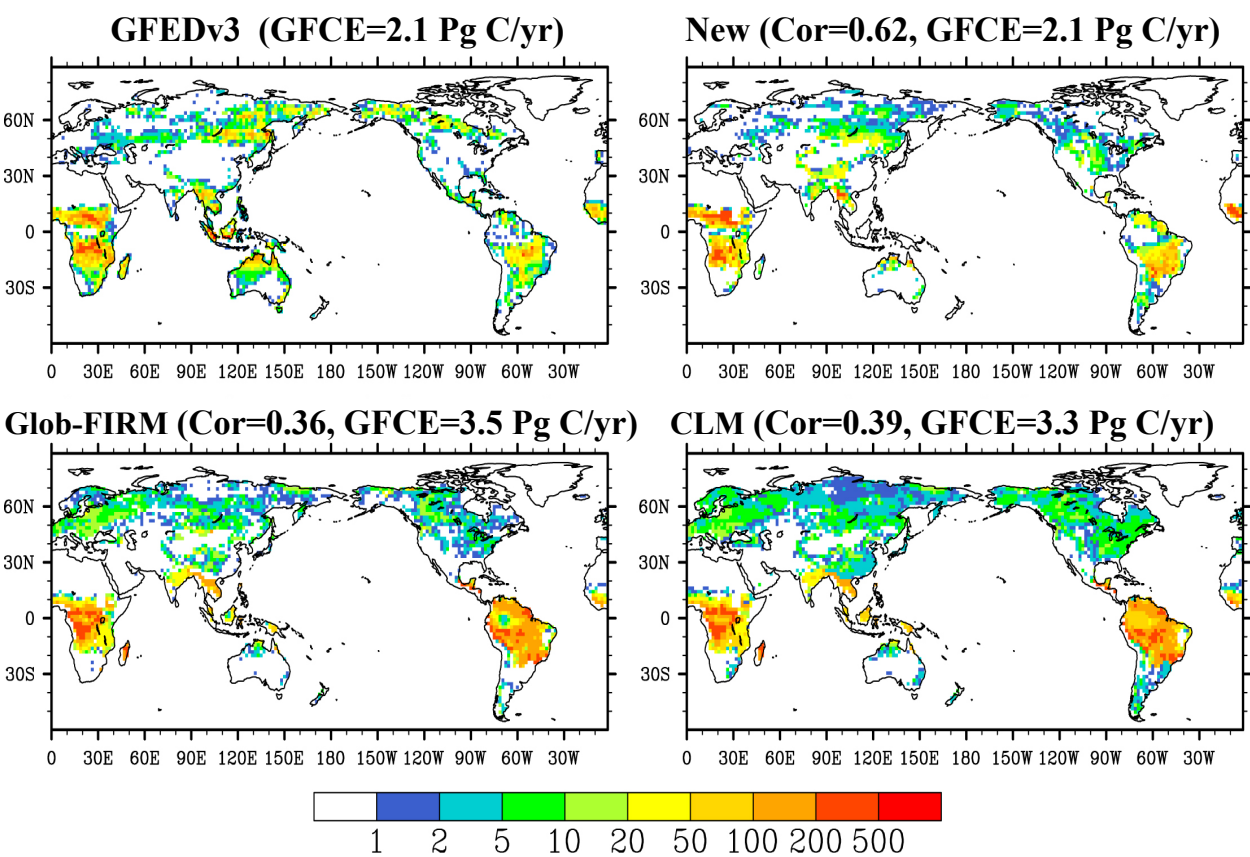 GFEDv3 (GFCE=2.1 Pg C/yr)
New (Cor=0.62, GFCE=2.1 Pg C/yr)
60N
30N
0
30S
0 30E 60E 90E 120E 150E 180 150W 120W 90W 60W 30W
60N
30N
0
30S
0 30E 60E 90E 120E 150E 180 150W 120W 90W 60W 30W
Glob-FIRM (Cor=0.36, GFCE=3.5 Pg C/yr)
CLM (Cor=0.39, GFCE=3.3 Pg C/yr)
60N
30N
0
30S
0 30E 60E 90E 120E 150E 180 150W 120W 90W 60W 30W
60N
30N
0
30S
0 30E 60E 90E 120E 150E 180 150W 120W 90W 60W 30W
1 2 5 10 20 50 100 200 500